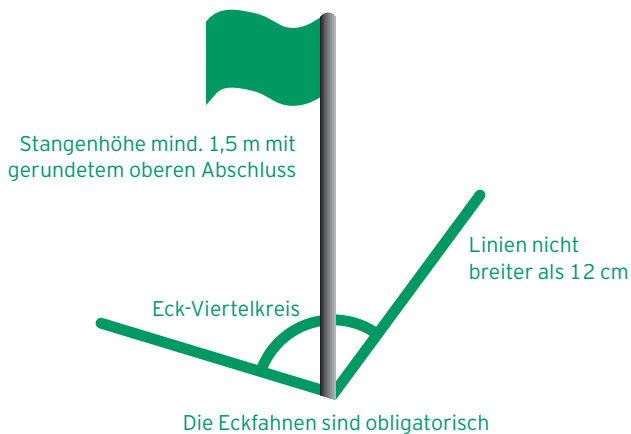 Stangenhöhe mind. 1,5 m mit
gerundetem oberen Abschluss
Linien nicht
breiter als 12 cm
Eck-Viertelkreis
Die Eckfahnen sind obligatorisch